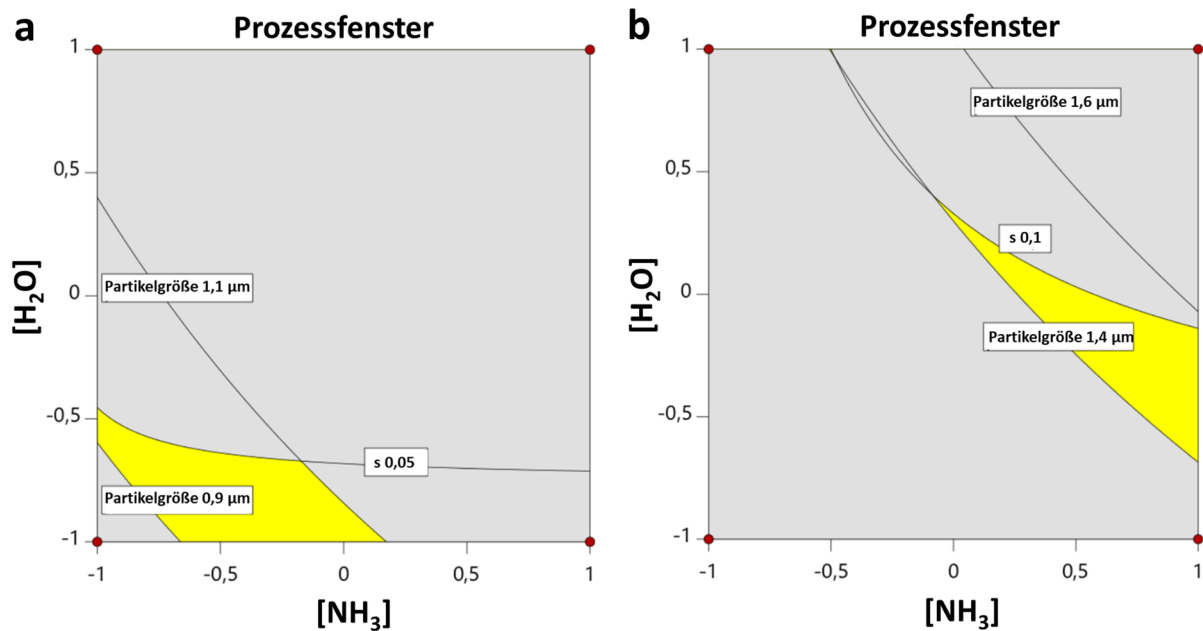 a
Prozessfenster
1
0,5
0
-0,5
-1
[H₂O]
Partikelgröße 1,1 µm
s 0,05
Partikelgröße 0,9 µm
-1
-0,5
0
0,5
1
[NH₃]
b
Prozessfenster
1
0,5
0
-0,5
-1
[H₂O]
Partikelgröße 1,6 µm
s 0,1
Partikelgröße 1,4 µm
-1
-0,5
0
0,5
1
[NH₃]